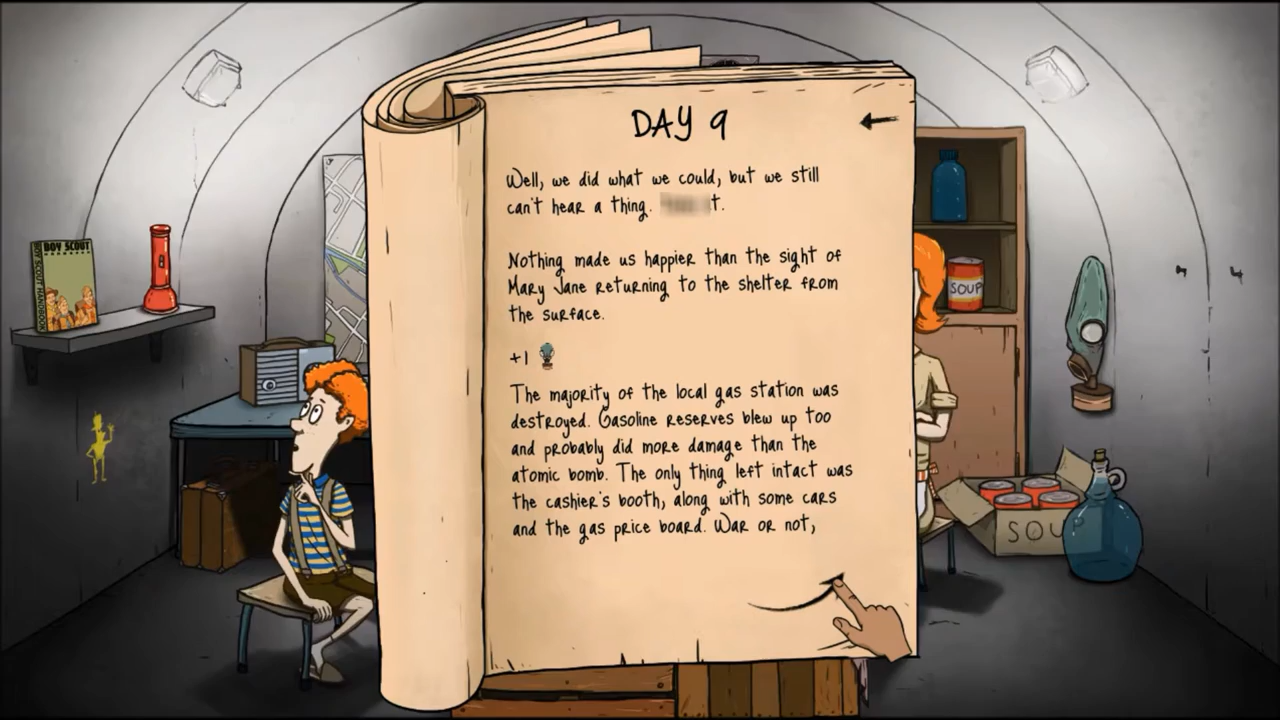 DAY 9
Well, we did what we could, but we still
can't hear a thing.
Nothing made us happier than the sight of
Mary Jane returning to the shelter from
the surface.
+1
The majority of the local gas station was
destroyed. Gasoline reserves blew up too
and probably did more damage than the
atomic bomb. The only thing left intact was
the cashier's booth, along with some cars
and the gas price board. War or not,
BOY SCOUT
BOY SCOUT HANDBOOK
SOUP
SOU